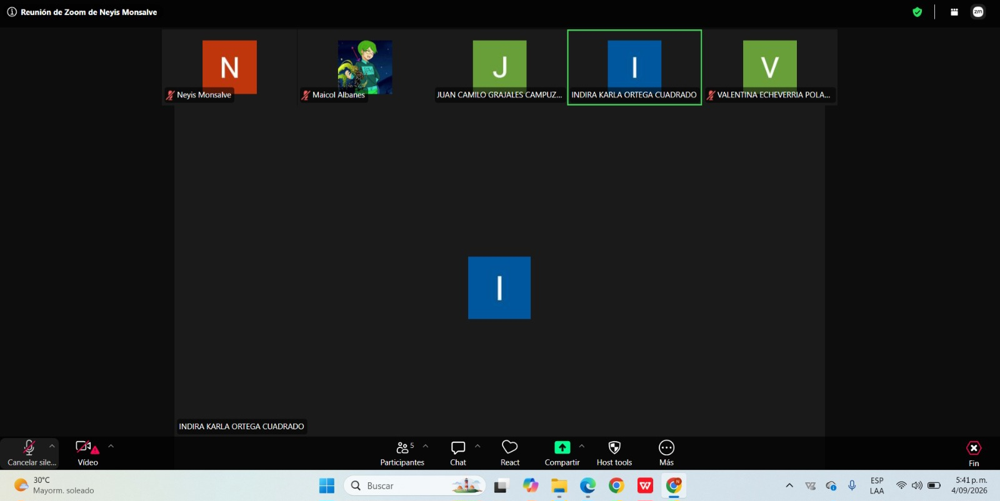 Reunión de Zoom de Neyis Monsalve
zm
N
Neyis Monsalve
Maicol Albanes
J
JUAN CAMILO GRAJALES CAMPUZ...
I
INDIRA KARLA ORTEGA CUADRADO
V
VALENTINA ECHEVERRIA POLA...
I
INDIRA KARLA ORTEGA CUADRADO
Cancelar sile...
Vídeo
5
Participantes
Chat
React
Compartir
Host tools
Más
Fin
30°C
Mayorm. soleado
Buscar
W
N
ESP
LAA
5:41 p. m.
4/09/2026